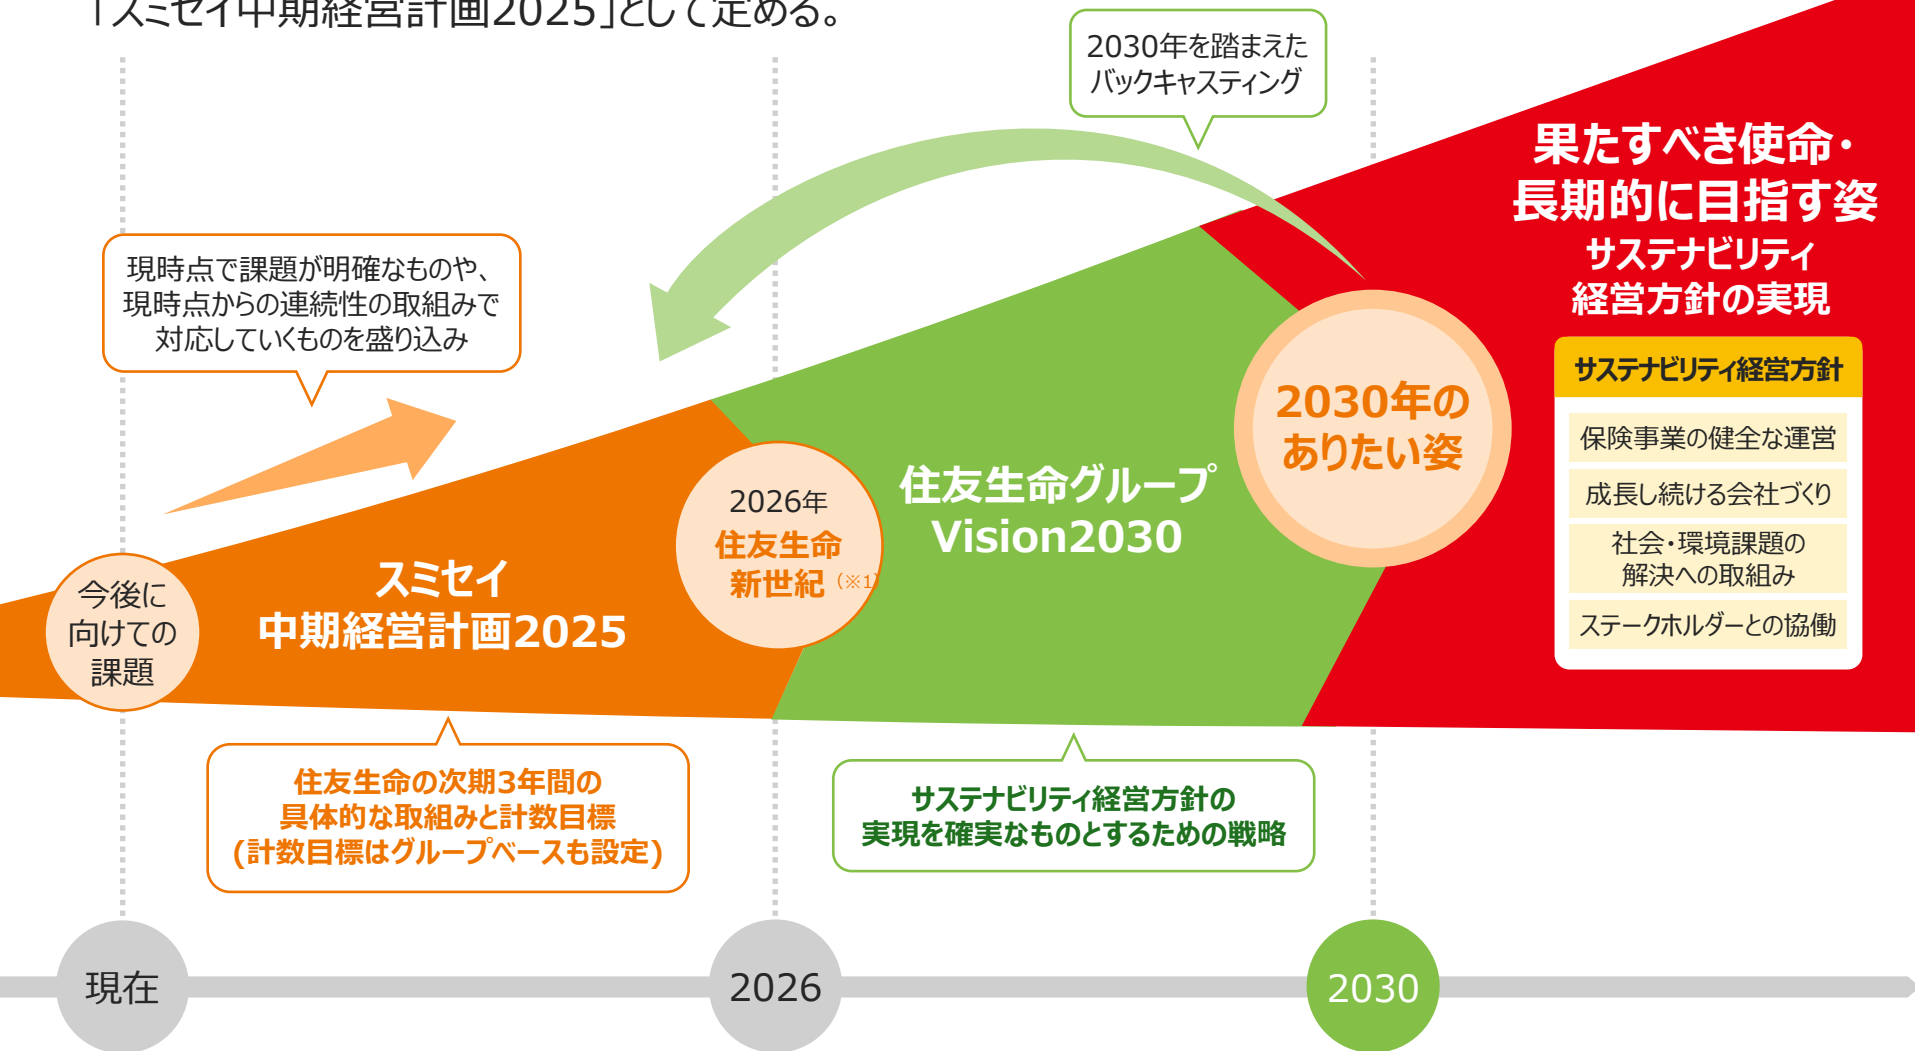 「スミセイ中期経営計画2025」として定める。
2030年を踏まえた
バックキャスティング
果たすべき使命・
長期的に目指す姿
サステナビリティ
経営方針の実現
サステナビリティ経営方針
保険事業の健全な運営
成長し続ける会社づくり
社会・環境課題の
解決への取組み
ステークホルダーとの協働
現時点で課題が明確なものや、
現時点からの連続性の取組みで
対応していくものを盛り込み
2030年の
ありたい姿
住友生命グループ
Vision2030
2026年
住友生命
新世紀(※1)
スミセイ
中期経営計画2025
今後に
向けての
課題
住友生命の次期3年間の
具体的な取組みと計数目標
(計数目標はグループベースも設定)
サステナビリティ経営方針の
実現を確実なものとするための戦略
現在
2026
2030